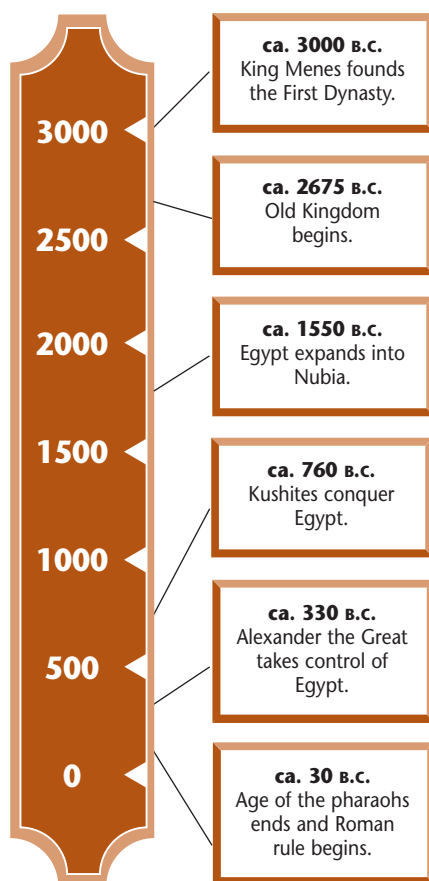 3000
2500
2000
1500
1000
500
0
ca. 3000 B.C.
King Menes founds
the First Dynasty.
ca. 2675 B.C.
Old Kingdom
begins.
ca. 1550 B.C.
Egypt expands into
Nubia.
ca. 760 B.C.
Kushites conquer
Egypt.
ca. 330 B.C.
Alexander the Great
takes control of
Egypt.
ca. 30 B.C.
Age of the pharaohs
ends and Roman
rule begins.